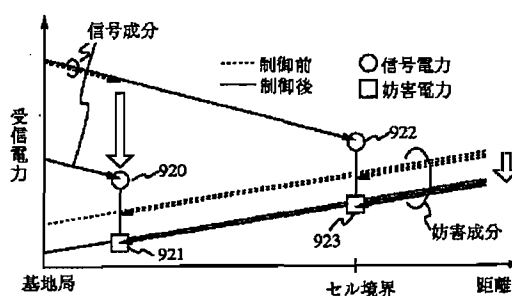 信号成分
制御前
制御後
信号電力
妨害電力
受信電力
920
922
921
923
妨害成分
基地局
セル境界
距離